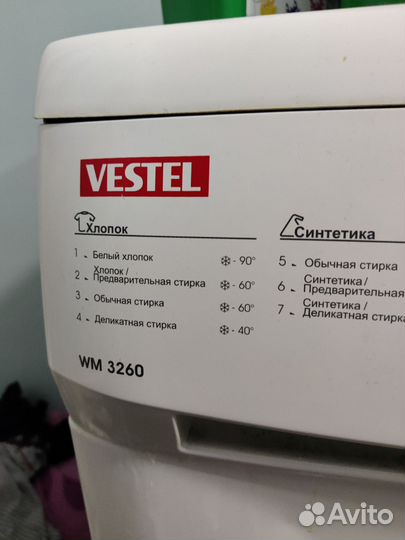 VESTEL
Хлопок
1 - Белый хлопок ❄ - 90°
2 - Хлопок /
Предварительная стирка ❄ - 60°
3 - Обычная стирка ❄ - 60°
4 - Деликатная стирка ❄ - 40°
WM 3260
Синтетика
5 - Обычная стирка
6 - Синтетика /
Предварительная
7 - Синтетика /
Деликатная стирка
Avito